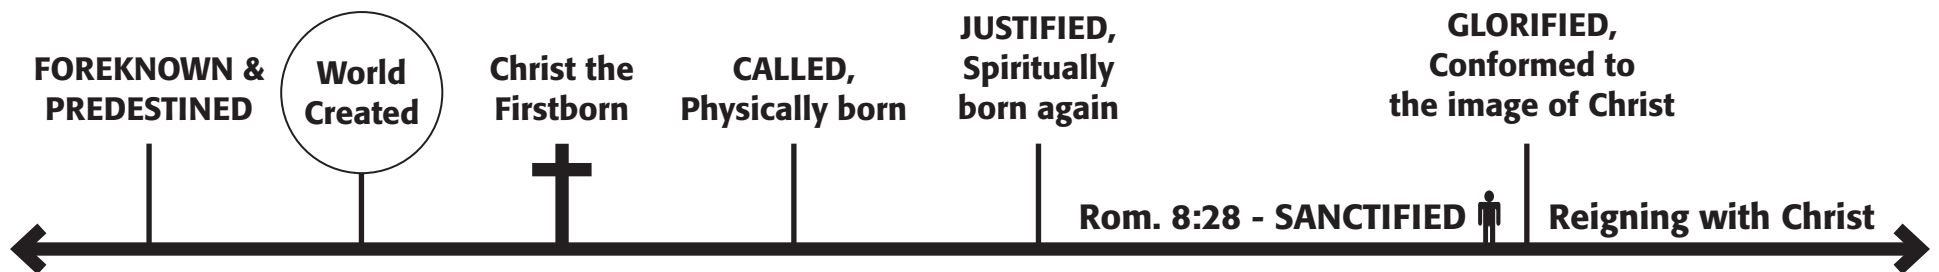 FOREKNOWN &
PREDESTINED
World
Created
Christ the
Firstborn
CALLED,
Physically born
JUSTIFIED,
Spiritually
born again
GLORIFIED,
Conformed to
the image of Christ
Rom. 8:28 - SANCTIFIED
Reigning with Christ